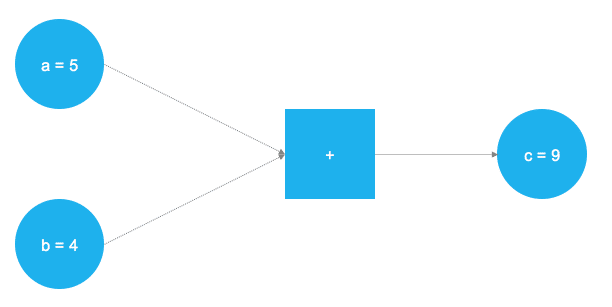 a = 5
+
c = 9
b = 4